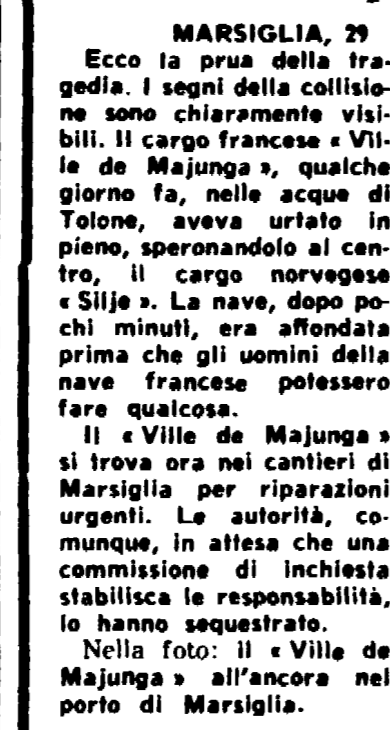 MARSIGLIA, 29
Ecco la prua della tra-
gedia. I segni della collisio-
ne sono chiaramente visi-
bili. Il cargo francese « Vil-
le de Majunga », qualche
giorno fa, nelle acque di
Tolone, aveva urtato in
pieno, speronandolo al cen-
tro, il cargo norvegese
« Silje ». La nave, dopo po-
chi minuti, era affondata
prima che gli uomini della
nave francese potessero
fare qualcosa.
Il « Ville de Majunga »
si trova ora nei cantieri di
Marsiglia per riparazioni
urgenti. Le autorità, co-
munque, in attesa che una
commissione di inchiesta
stabilisca le responsabilità,
lo hanno sequestrato.
Nella foto: il « Ville de
Majunga » all'ancora nel
porto di Marsiglia.